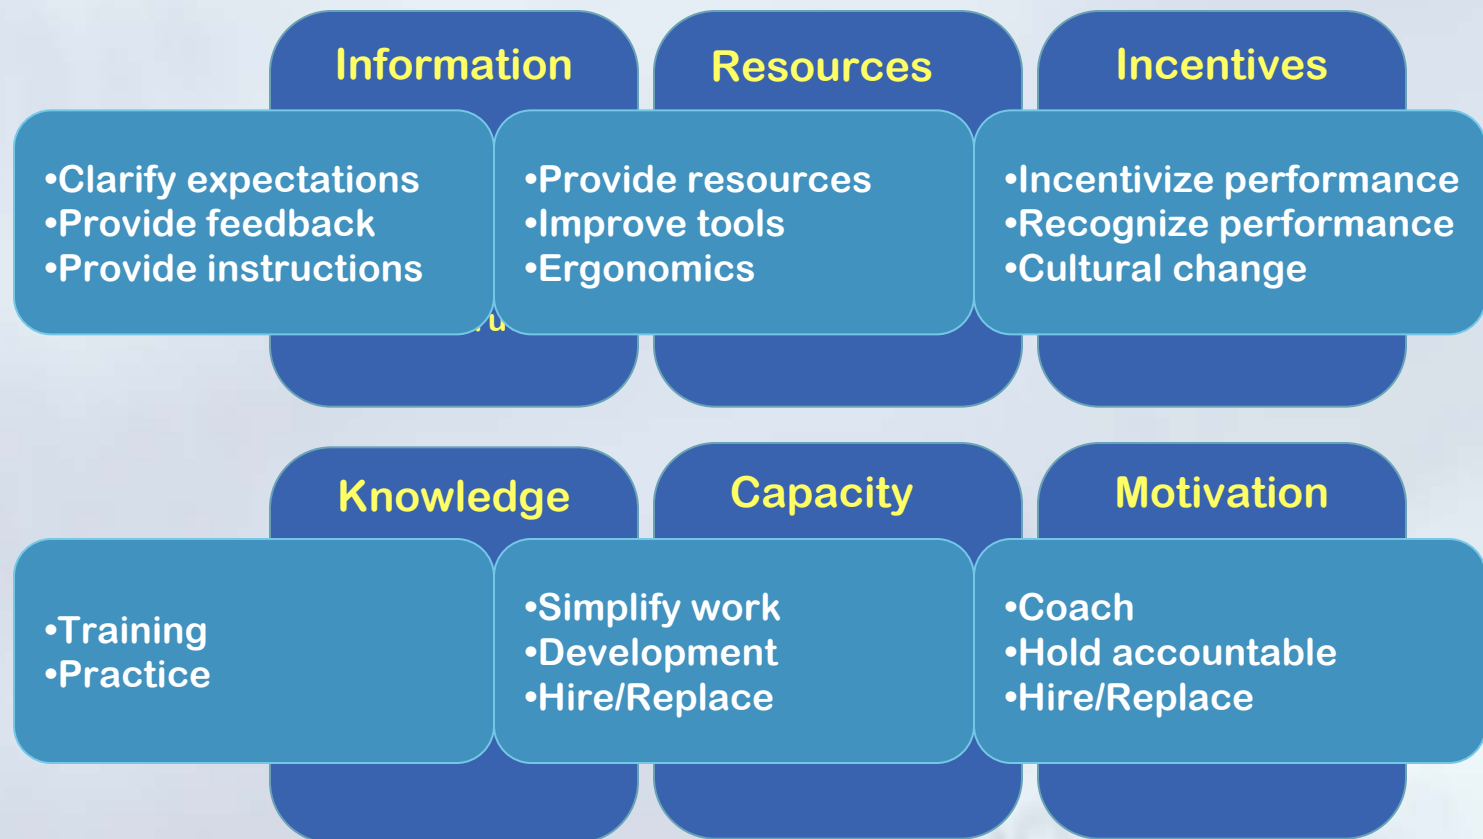 Information
•Clarify expectations
•Provide feedback
•Provide instructions
Resources
•Provide resources
•Improve tools
•Ergonomics
Incentives
•Incentivize performance
•Recognize performance
•Cultural change
Knowledge
•Training
•Practice
Capacity
•Simplify work
•Development
•Hire/Replace
Motivation
•Coach
•Hold accountable
•Hire/Replace